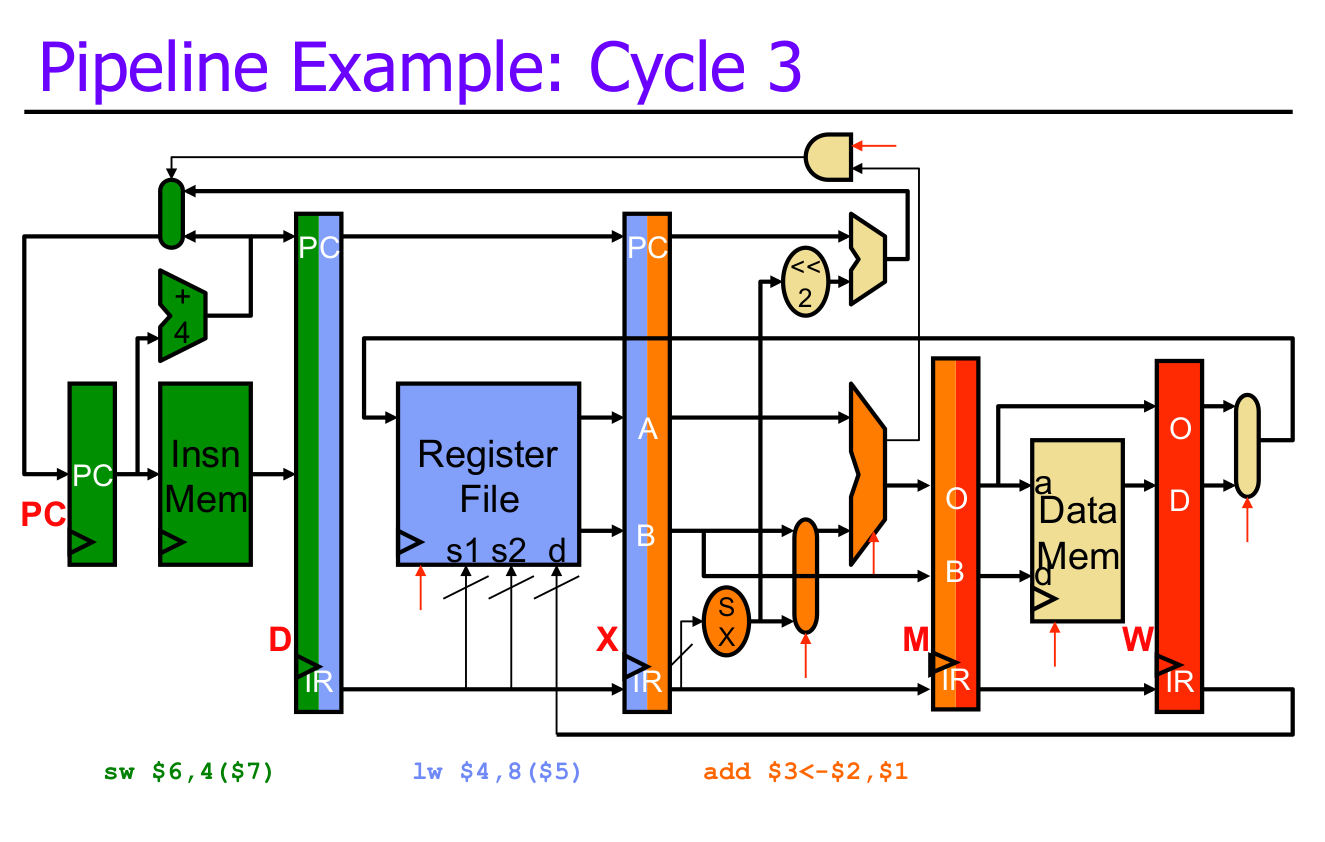 Pipeline Example: Cycle 3
PC
PC
<<
2
+
4
PC
PC
Insn
Mem
Register
File
s1 s2 d
A
B
S
X
O
B
a
Data
Mem
d
O
D
D
X
M
W
IR
IR
IR
IR
sw $6,4($7)
lw $4,8($5)
add $3<-$2,$1